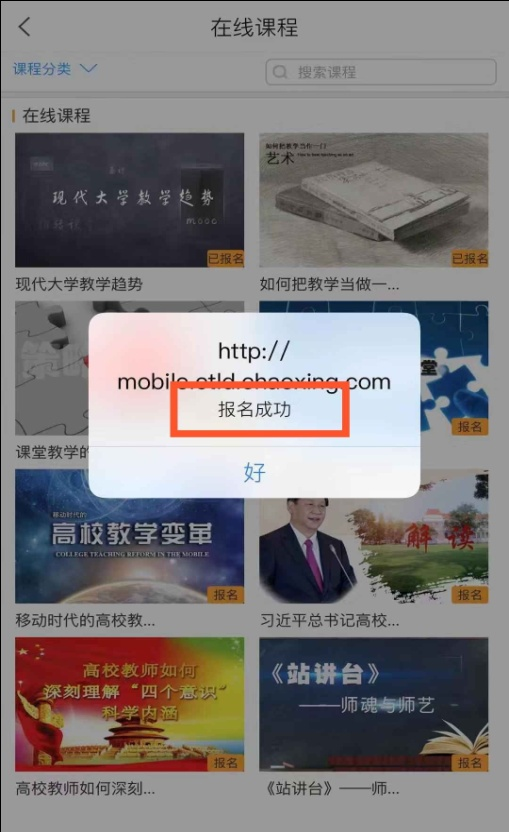 在线课程
课程分类
搜索课程
在线课程
现代大学教学趋势
MOOC
已报名
如何把教学当做一门
艺术
已报名
现代大学教学趋势
如何把教学当做一...
http://
mobile.etld.chaoxing.com
报名成功
好
堂
报名
课堂教学的
移动时代的
高校教学变革
COLLEGE TEACHING REFORM IN THE MOBILE
报名
解读
报名
移动时代的高校教...
习近平总书记高校...
高校教师如何
深刻理解“四个意识”
科学内涵
报名
《站讲台》
——师魂与师艺
报名
高校教师如何深刻...
《站讲台》——师...